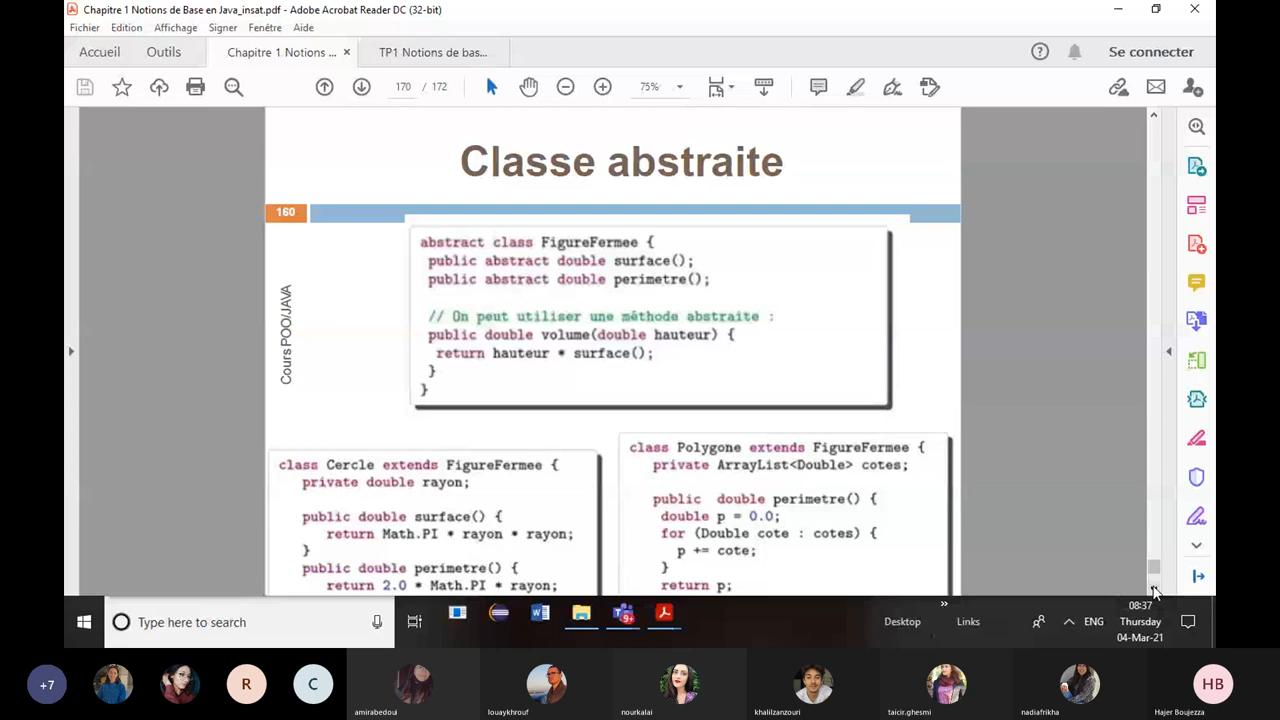 Chapitre 1 Notions de Base en Java_insat.pdf - Adobe Acrobat Reader DC (32-bit)
Fichier Edition Affichage Signer Fenêtre Aide
Accueil Outils Chapitre 1 Notions ... × TP1 Notions de bas... Se connecter
170 / 172 75%
Classe abstraite
160
Cours POO/JAVA
abstract class FigureFermee {
public abstract double surface();
public abstract double perimetre();
// On peut utiliser une méthode abstraite :
public double volume(double hauteur) {
return hauteur * surface();
}
}
class Cercle extends FigureFermee {
private double rayon;
public double surface() {
return Math.PI * rayon * rayon;
}
public double perimetre() {
return 2.0 * Math.PI * rayon;
class Polygone extends FigureFermee {
private ArrayList<Double> cotes;
public double perimetre() {
double p = 0.0;
for (Double cote : cotes) {
p += cote;
}
return p;
Type here to search
9+
Desktop
Links
ENG
08:37
Thursday
04-Mar-21
+7
R
C
HB
amirabedoui
louaykhrouf
nourkalai
khalilzanzouri
taicir.ghesmi
nadiafrikha
Hajer Boujezza